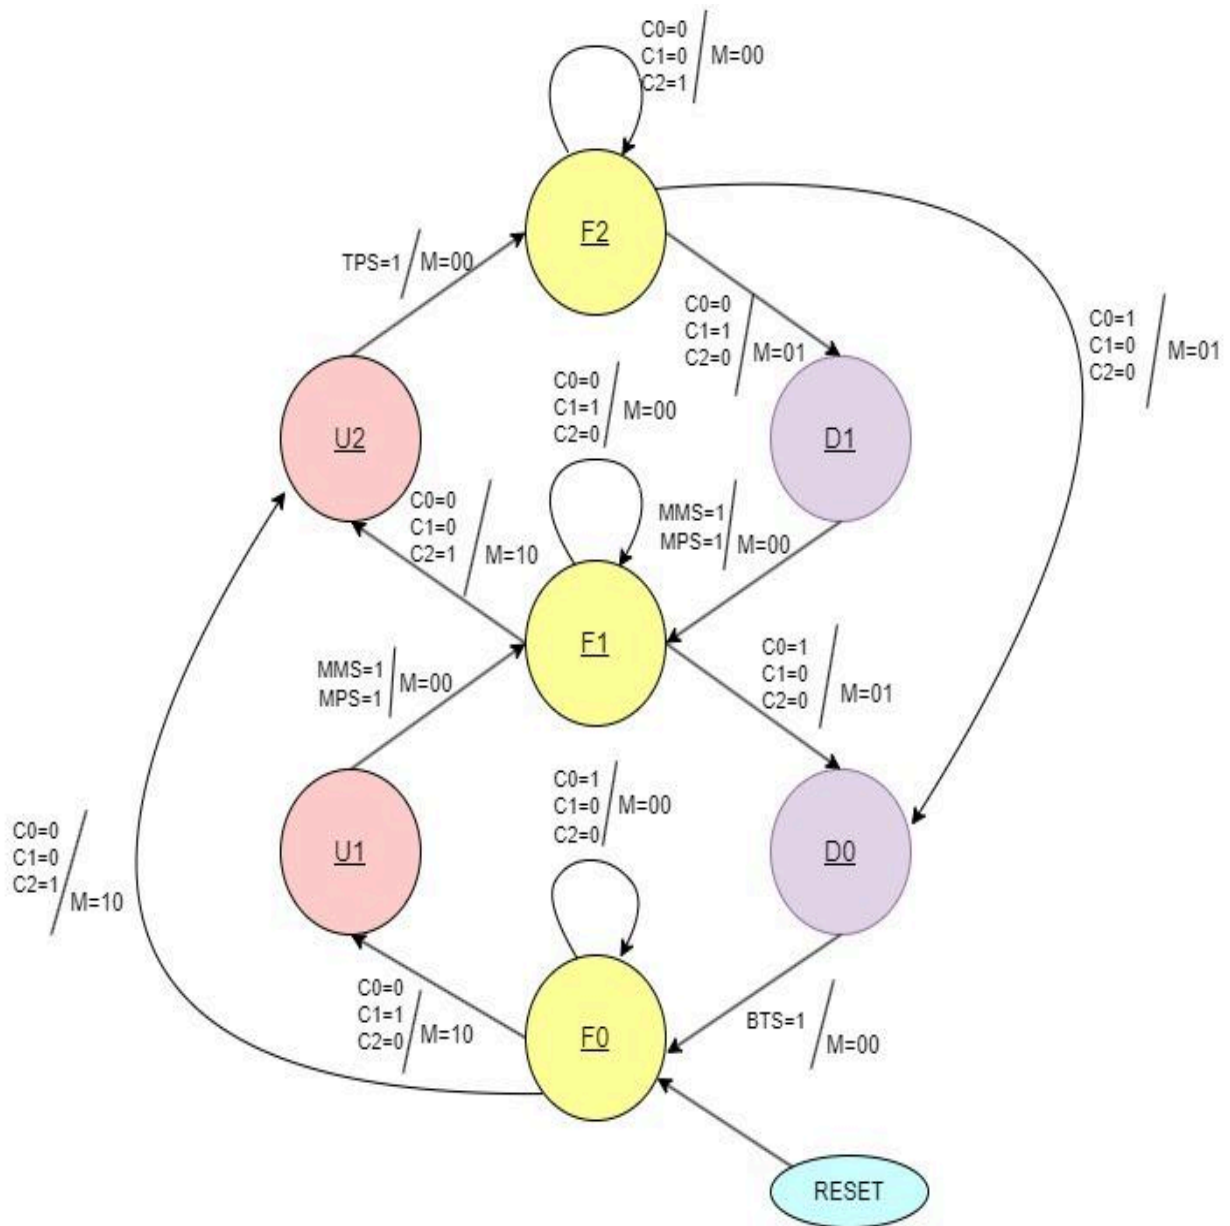 C0=0
C1=0
C2=1
M=00
F2
TPS=1
M=00
C0=0
C1=1
C2=0
M=01
C0=1
C1=0
C2=0
M=01
C0=0
C1=1
C2=0
M=00
U2
D1
C0=0
C1=0
C2=1
M=10
MMS=1
MPS=1
M=00
F1
MMS=1
MPS=1
M=00
C0=1
C1=0
C2=0
M=01
C0=1
C1=0
C2=0
M=00
C0=0
C1=0
C2=1
M=10
U1
D0
C0=0
C1=1
C2=0
M=10
F0
BTS=1
M=00
RESET